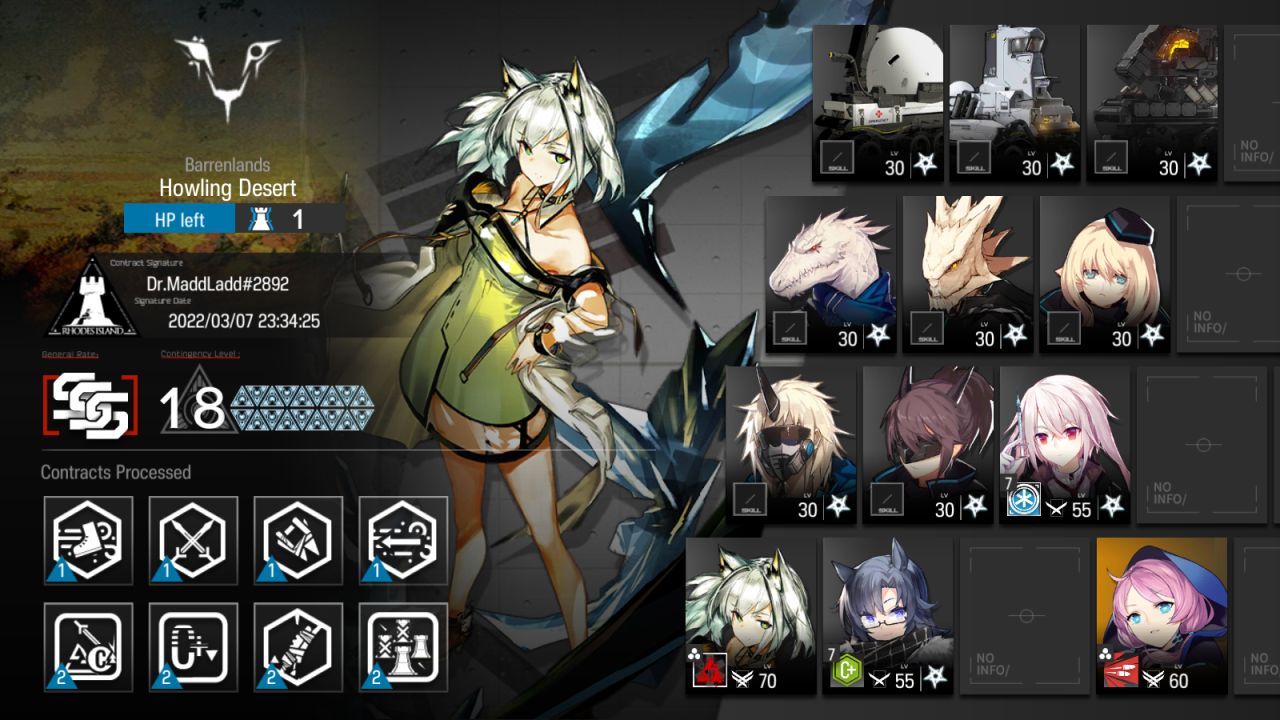 Barrenlands
Howling Desert
HP left 1
Contract Signature
Dr.MaddLadd#2892
Signature Date
2022/03/07 23:34:25
RHODES ISLAND
General Rate:
Contingency Level :
SSS
18
Contracts Processed
1 1 1 1
2 2 2 2
SKILL LV 30
SKILL LV 30
SKILL LV 30
NO INFO/
SKILL LV 30
SKILL LV 30
SKILL LV 30
NO INFO/
SKILL LV 30
SKILL LV 30
7 LV 55
NO INFO/
LV 70
7 C+ LV 55
NO INFO/
LV 60
NO INFO/